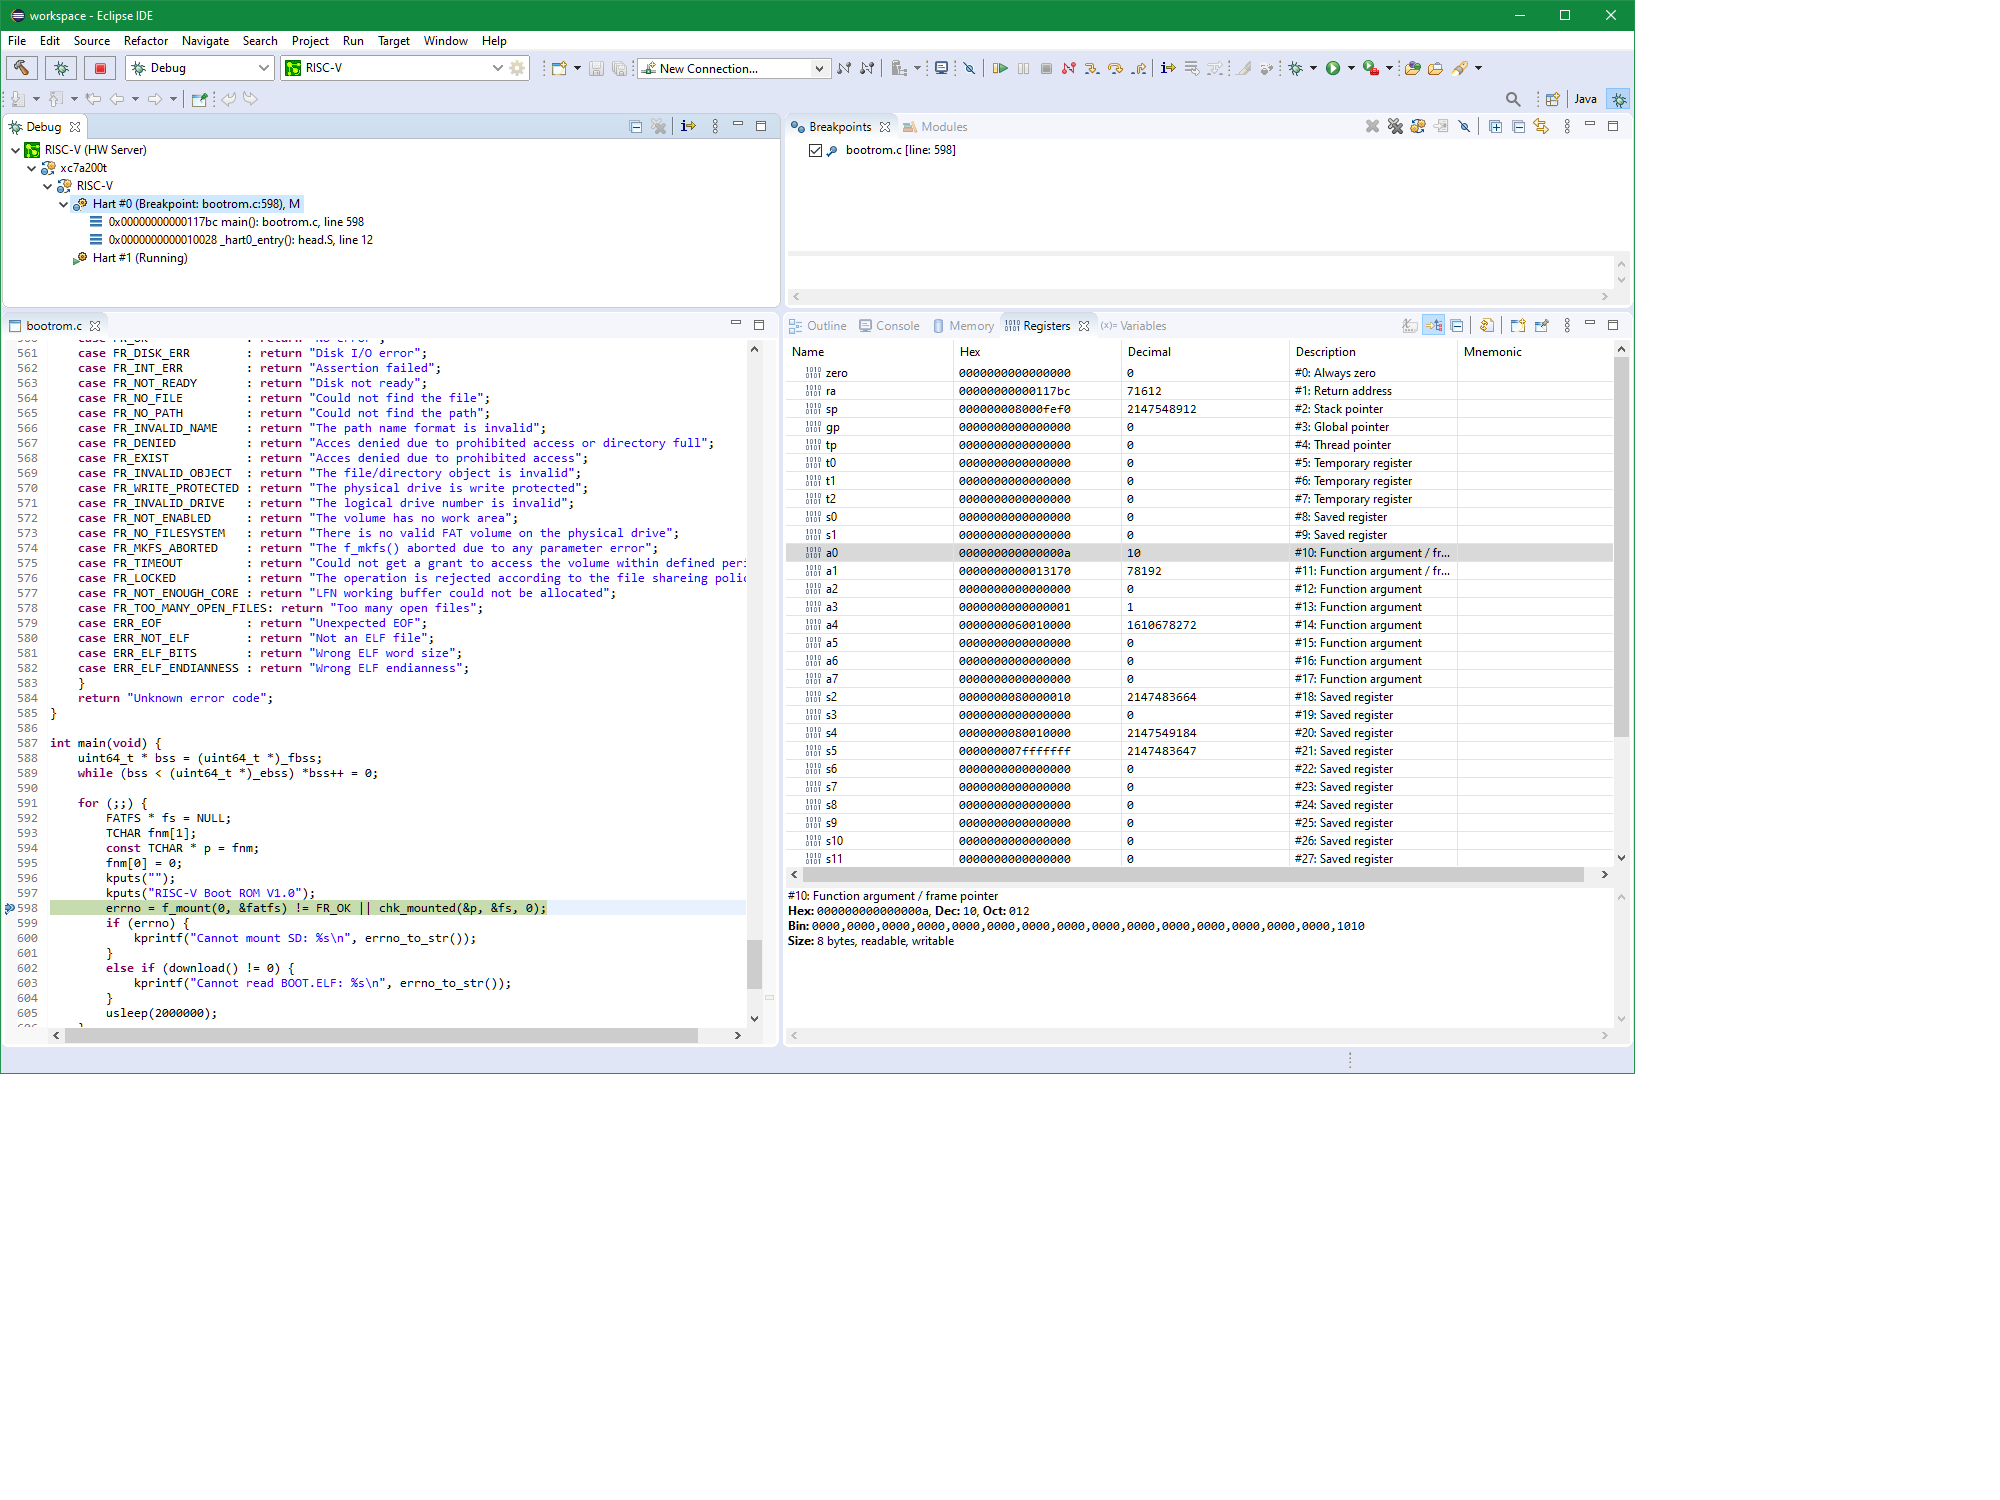 workspace - Eclipse IDE
File Edit Source Refactor Navigate Search Project Run Target Window Help
Debug RISC-V New Connection...
Java
Debug
RISC-V (HW Server)
xc7a200t
RISC-V
Hart #0 (Breakpoint: bootrom.c:598), M
0x00000000000117bc main(): bootrom.c, line 598
0x0000000000010028 _hart0_entry(): head.S, line 12
Hart #1 (Running)
Breakpoints Modules
bootrom.c [line: 598]
bootrom.c
561 case FR_DISK_ERR : return "Disk I/O error";
562 case FR_INT_ERR : return "Assertion failed";
563 case FR_NOT_READY : return "Disk not ready";
564 case FR_NO_FILE : return "Could not find the file";
565 case FR_NO_PATH : return "Could not find the path";
566 case FR_INVALID_NAME : return "The path name format is invalid";
567 case FR_DENIED : return "Acces denied due to prohibited access or directory full";
568 case FR_EXIST : return "Acces denied due to prohibited access";
569 case FR_INVALID_OBJECT : return "The file/directory object is invalid";
570 case FR_WRITE_PROTECTED : return "The physical drive is write protected";
571 case FR_INVALID_DRIVE : return "The logical drive number is invalid";
572 case FR_NOT_ENABLED : return "The volume has no work area";
573 case FR_NO_FILESYSTEM : return "There is no valid FAT volume on the physical drive";
574 case FR_MKFS_ABORTED : return "The f_mkfs() aborted due to any parameter error";
575 case FR_TIMEOUT : return "Could not get a grant to access the volume within defined peri
576 case FR_LOCKED : return "The operation is rejected according to the file shareing polic
577 case FR_NOT_ENOUGH_CORE : return "LFN working buffer could not be allocated";
578 case FR_TOO_MANY_OPEN_FILES: return "Too many open files";
579 case ERR_EOF : return "Unexpected EOF";
580 case ERR_NOT_ELF : return "Not an ELF file";
581 case ERR_ELF_BITS : return "Wrong ELF word size";
582 case ERR_ELF_ENDIANNESS : return "Wrong ELF endianness";
583 }
584 return "Unknown error code";
585 }
586
587 int main(void) {
588 uint64_t * bss = (uint64_t *)_fbss;
589 while (bss < (uint64_t *)_ebss) *bss++ = 0;
590
591 for (;;) {
592 FATFS * fs = NULL;
593 TCHAR fnm[1];
594 const TCHAR * p = fnm;
595 fnm[0] = 0;
596 kputs("");
597 kputs("RISC-V Boot ROM V1.0");
598 errno = f_mount(0, &fatfs) != FR_OK || chk_mounted(&p, &fs, 0);
599 if (errno) {
600 kprintf("Cannot mount SD: %s\n", errno_to_str());
601 }
602 else if (download() != 0) {
603 kprintf("Cannot read BOOT.ELF: %s\n", errno_to_str());
604 }
605 usleep(2000000);
Outline Console Memory Registers Variables
Name Hex Decimal Description Mnemonic
zero 0000000000000000 0 #0: Always zero
ra 00000000000117bc 71612 #1: Return address
sp 000000008000fef0 2147548912 #2: Stack pointer
gp 0000000000000000 0 #3: Global pointer
tp 0000000000000000 0 #4: Thread pointer
t0 0000000000000000 0 #5: Temporary register
t1 0000000000000000 0 #6: Temporary register
t2 0000000000000000 0 #7: Temporary register
s0 0000000000000000 0 #8: Saved register
s1 0000000000000000 0 #9: Saved register
a0 000000000000000a 10 #10: Function argument / fr...
a1 0000000000013170 78192 #11: Function argument / fr...
a2 0000000000000000 0 #12: Function argument
a3 0000000000000001 1 #13: Function argument
a4 0000000060010000 1610678272 #14: Function argument
a5 0000000000000000 0 #15: Function argument
a6 0000000000000000 0 #16: Function argument
a7 0000000000000000 0 #17: Function argument
s2 0000000080000010 2147483664 #18: Saved register
s3 0000000000000000 0 #19: Saved register
s4 0000000080010000 2147549184 #20: Saved register
s5 000000007fffffff 2147483647 #21: Saved register
s6 0000000000000000 0 #22: Saved register
s7 0000000000000000 0 #23: Saved register
s8 0000000000000000 0 #24: Saved register
s9 0000000000000000 0 #25: Saved register
s10 0000000000000000 0 #26: Saved register
s11 0000000000000000 0 #27: Saved register
#10: Function argument / frame pointer
Hex: 000000000000000a, Dec: 10, Oct: 012
Bin: 0000,0000,0000,0000,0000,0000,0000,0000,0000,0000,0000,0000,0000,0000,0000,1010
Size: 8 bytes, readable, writable